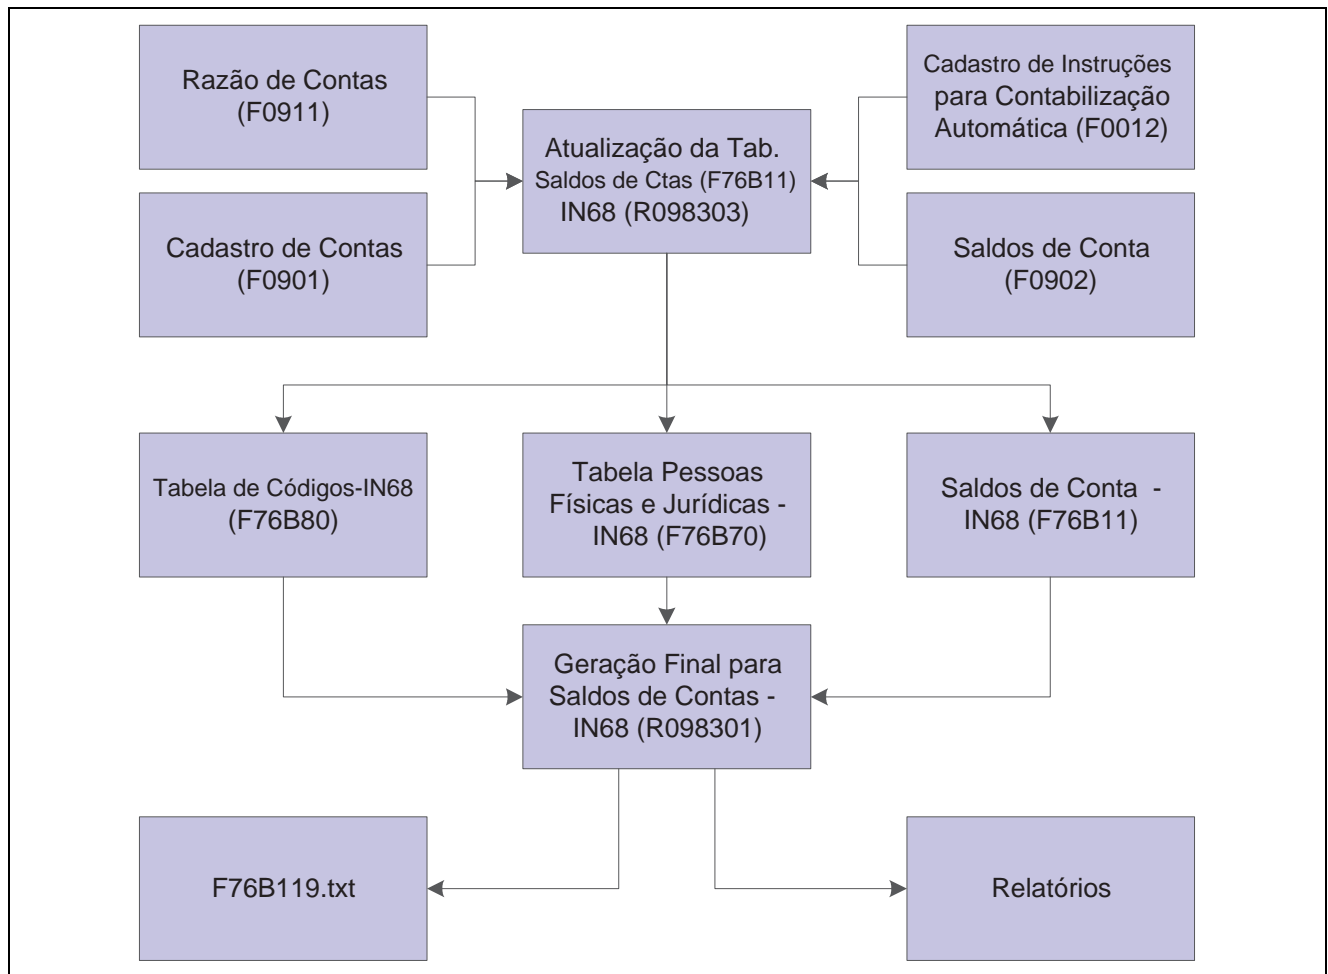 Razão de Contas
(F0911)
Cadastro de Instruções
para Contabilização
Automática (F0012)
Atualização da Tab.
Saldos de Ctas (F76B11)
IN68 (R098303)
Cadastro de Contas
(F0901)
Saldos de Conta
(F0902)
Tabela de Códigos-IN68
(F76B80)
Tabela Pessoas
Físicas e Jurídicas -
IN68 (F76B70)
Saldos de Conta -
IN68 (F76B11)
Geração Final para
Saldos de Contas -
IN68 (R098301)
F76B119.txt
Relatórios